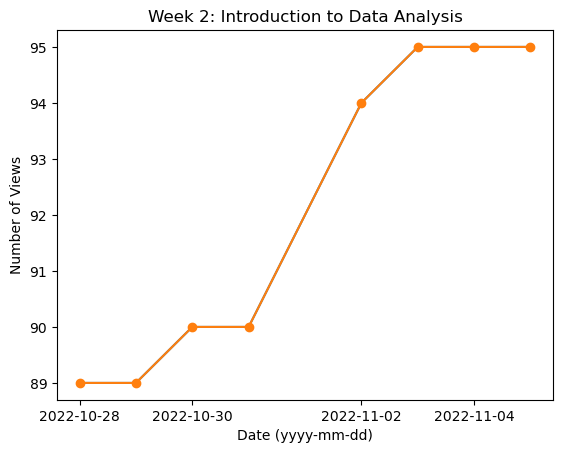 Week 2: Introduction to Data Analysis
Number of Views
95
94
93
92
91
90
89
2022-10-28 2022-10-30 2022-11-02 2022-11-04
Date (yyyy-mm-dd)